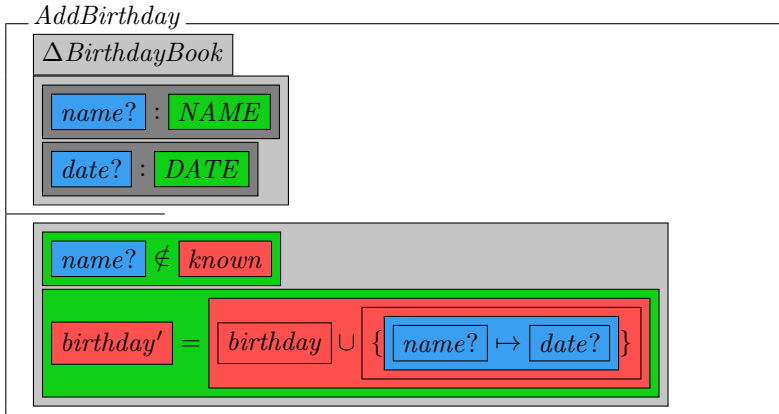 AddBirthday
ΔBirthdayBook
name? : NAME
date? : DATE
name? ∉ known
birthday′ = birthday ∪ {name? ↦ date?}